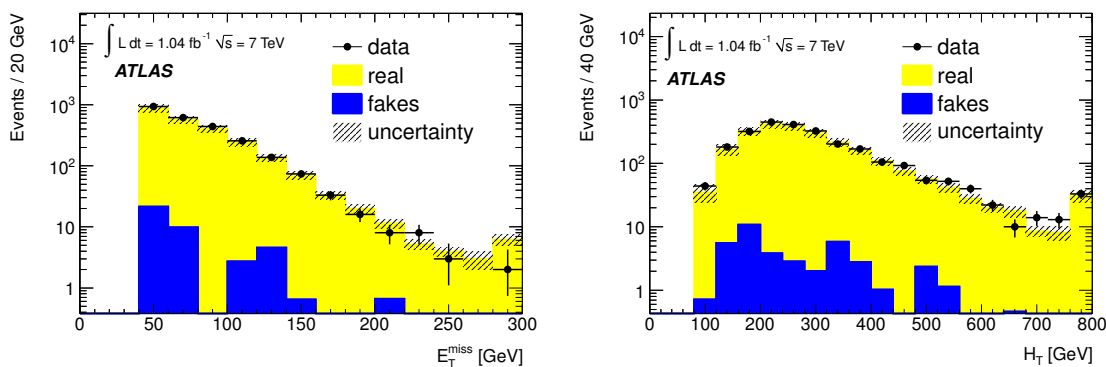 Events / 20 GeV
10⁴
10³
10²
10
1
∫ L dt = 1.04 fb⁻¹ √s = 7 TeV
ATLAS
data
real
fakes
uncertainty
0 50 100 150 200 250 300
E_T^miss [GeV]
Events / 40 GeV
10⁴
10³
10²
10
1
∫ L dt = 1.04 fb⁻¹ √s = 7 TeV
ATLAS
data
real
fakes
uncertainty
0 100 200 300 400 500 600 700 800
H_T [GeV]